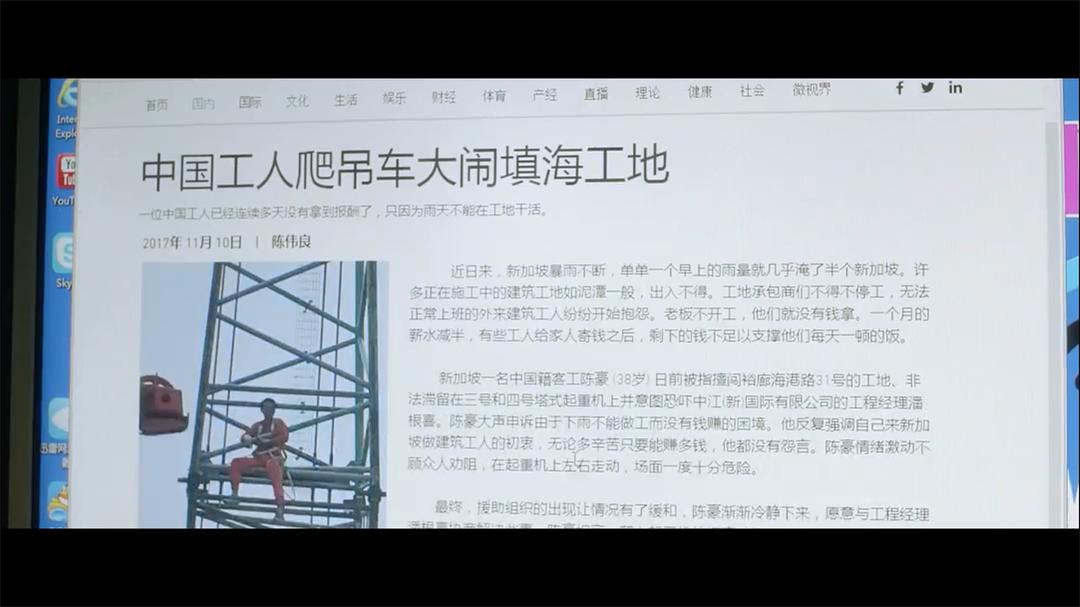 首页 国内 国际 文化 生活 娱乐 财经 体育 产经 直播 理论 健康 社会 微视界 f in
中国工人爬吊车大闹填海工地
一位中国工人已经连续多天没有拿到报酬了，只因为雨天不能在工地干活。
2017年 11月 10日 | 陈伟良
近日来，新加坡暴雨不断，单单一个早上的雨量就几乎淹了半个新加坡。许
多正在施工中的建筑工地如泥潭一般，出入不得。工地承包商们不得不停工，无法
正常上班的外来建筑工人纷纷开始抱怨。老板不开工，他们就没有钱拿。一个月的
薪水减半，有些工人给家人寄钱之后，剩下的钱不足以支撑他们每天一顿的饭。
新加坡一名中国籍客工陈豪 (38岁) 日前被指擅闯裕廊海港路31号的工地、非
法滞留在三号和四号塔式起重机上并意图恐吓中江(新)国际有限公司的工程经理潘
根喜。陈豪大声申诉由于下雨不能做工而没有钱赚的困境。他反复强调自己来新加
坡做建筑工人的初衷，无论多辛苦只要能赚多钱，他都没有怨言。陈豪情绪激动不
顾众人劝阻，在起重机上左右走动，场面一度十分危险。
最终，援助组织的出现让情况有了缓和，陈豪渐渐冷静下来，愿意与工程经理
Inter
Explo
You
Tub
YouT
Sky
迅雷网